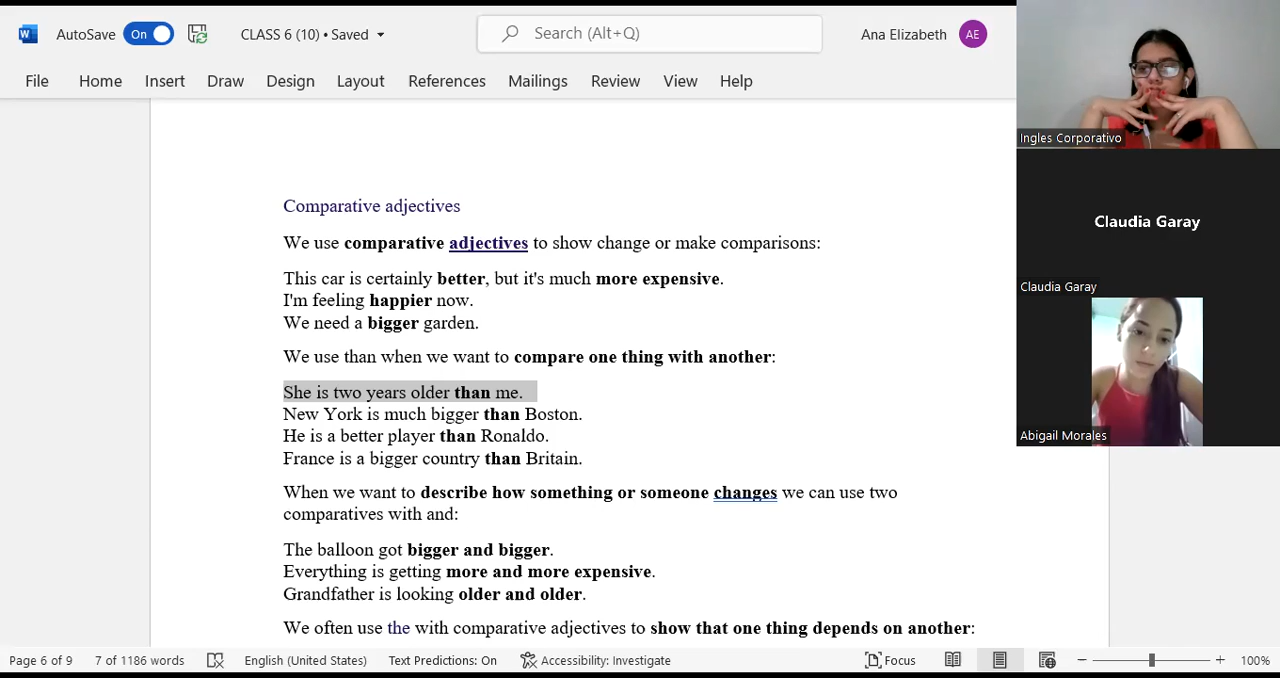 AutoSave On CLASS 6 (10) • Saved Search (Alt+Q) Ana Elizabeth AE
File Home Insert Draw Design Layout References Mailings Review View Help
Comparative adjectives
We use comparative adjectives to show change or make comparisons:
This car is certainly better, but it's much more expensive.
I'm feeling happier now.
We need a bigger garden.
We use than when we want to compare one thing with another:
She is two years older than me.
New York is much bigger than Boston.
He is a better player than Ronaldo.
France is a bigger country than Britain.
When we want to describe how something or someone changes we can use two
comparatives with and:
The balloon got bigger and bigger.
Everything is getting more and more expensive.
Grandfather is looking older and older.
We often use the with comparative adjectives to show that one thing depends on another:
Page 6 of 9 7 of 1186 words English (United States) Text Predictions: On Accessibility: Investigate Focus 100%
Ingles Corporativo
Claudia Garay
Claudia Garay
Abigail Morales